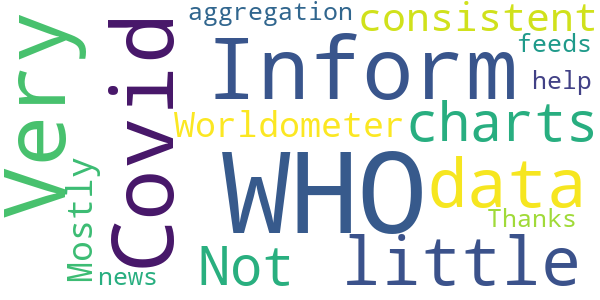 aggregation
consistent
Very
Covid
Inform
feeds
help
Worldometer
charts
WHO
data
Mostly
Thanks
Not
little
news